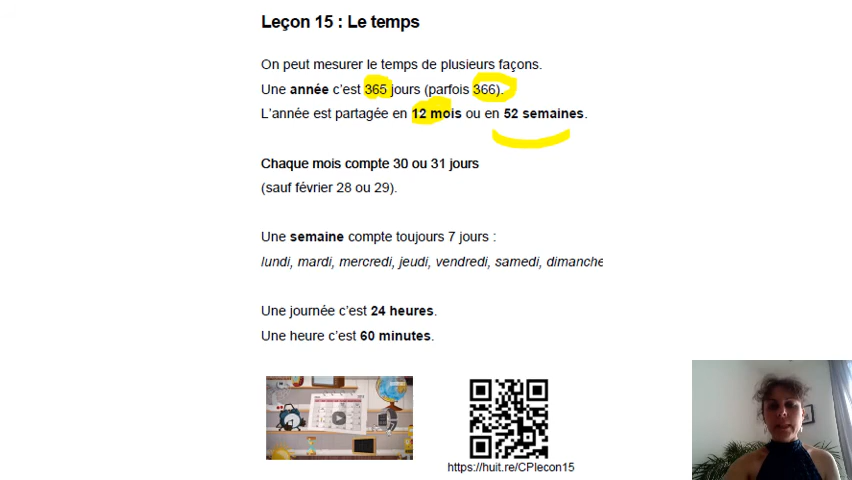 Leçon 15 : Le temps
On peut mesurer le temps de plusieurs façons.
Une année c’est 365 jours (parfois 366).
L’année est partagée en 12 mois ou en 52 semaines.
Chaque mois compte 30 ou 31 jours
(sauf février 28 ou 29).
Une semaine compte toujours 7 jours :
lundi, mardi, mercredi, jeudi, vendredi, samedi, dimanche
Une journée c’est 24 heures.
Une heure c’est 60 minutes.
https://huit.re/CPlecon15